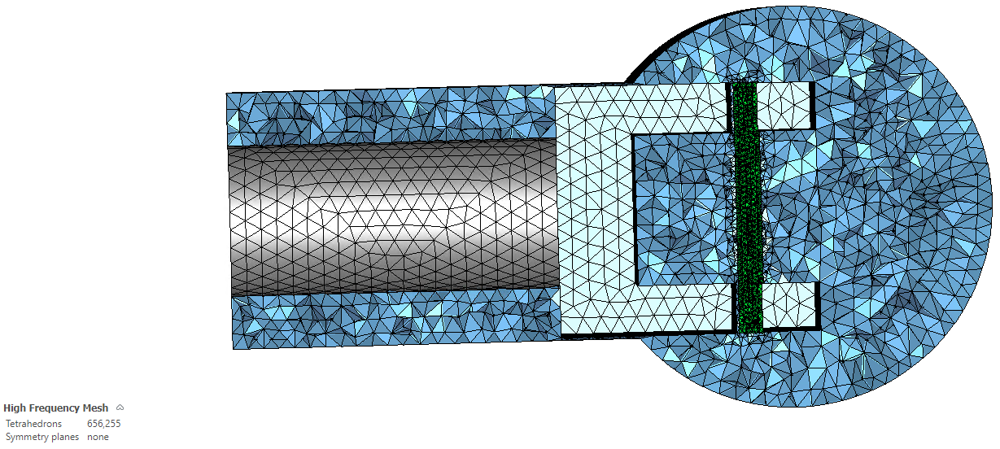 High Frequency Mesh
Tetrahedrons 656,255
Symmetry planes none